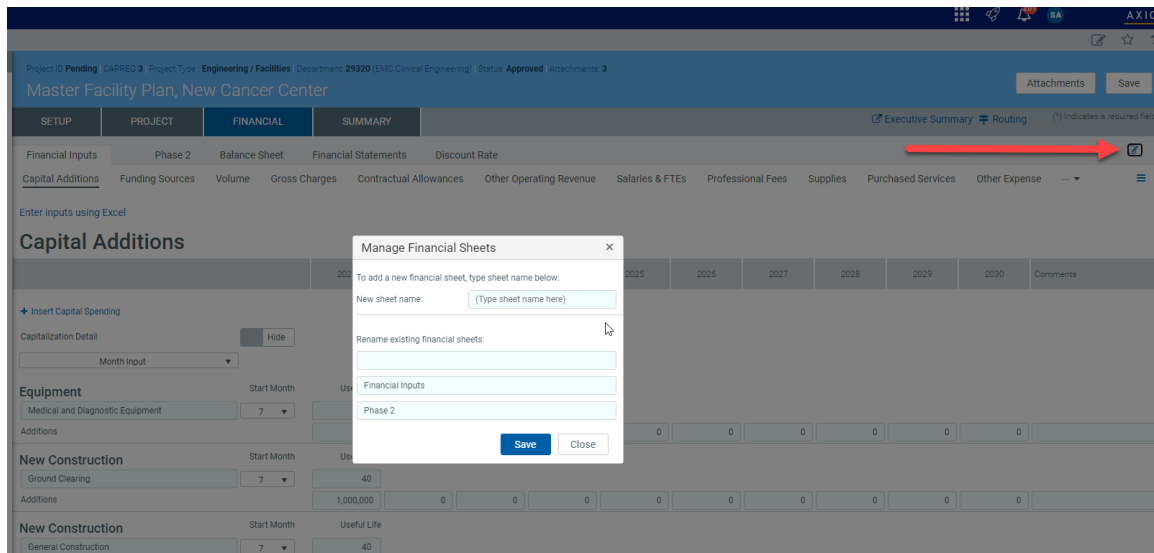 SA
AXIO
Project ID Pending | CAPREQ 3 | Project Type : Engineering / Facilities | Department: 29320 (EMC Clinical Engineering) | Status: Approved | Attachments: 3
Master Facility Plan, New Cancer Center
Attachments Save
SETUP PROJECT FINANCIAL SUMMARY Executive Summary Routing (*) Indicates a required field
Financial Inputs Phase 2 Balance Sheet Financial Statements Discount Rate
Capital Additions Funding Sources Volume Gross Charges Contractual Allowances Other Operating Revenue Salaries & FTEs Professional Fees Supplies Purchased Services Other Expense ...
Enter inputs using Excel
Capital Additions
202 2025 2026 2027 2028 2029 2030 Comments
Manage Financial Sheets ×
To add a new financial sheet, type sheet name below:
New sheet name: (Type sheet name here)
Rename existing financial sheets:
Financial Inputs
Phase 2
Save Close
+ Insert Capital Spending
Capitalization Detail Hide
Month Input
Equipment Start Month Use
Medical and Diagnostic Equipment 7
Additions 0 0 0 0 0 0
New Construction Start Month Use
Ground Clearing 7 40
Additions 1,000,000 0 0 0 0 0 0 0 0 0
New Construction Start Month Useful Life
General Construction 7 40